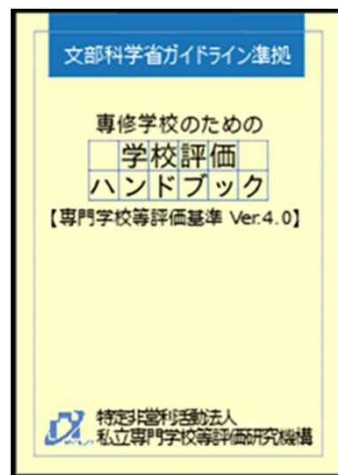 文部科学省ガイドライン準拠
専修学校のための
学校評価
ハンドブック
【専門学校等評価基準 Ver.4.0】
特定非営利活動法人
私立専門学校等評価研究機構